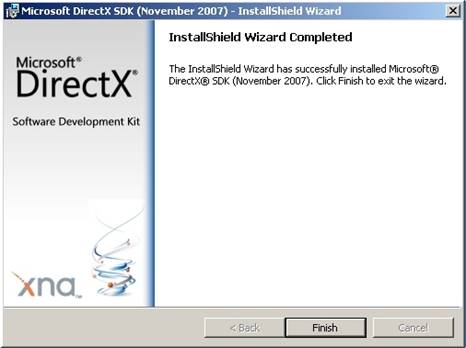 Microsoft DirectX SDK (November 2007) - InstallShield Wizard
InstallShield Wizard Completed
The InstallShield Wizard has successfully installed Microsoft®
DirectX® SDK (November 2007). Click Finish to exit the wizard.
Microsoft®
DirectX®
Software Development Kit
xna™
< Back
Finish
Cancel